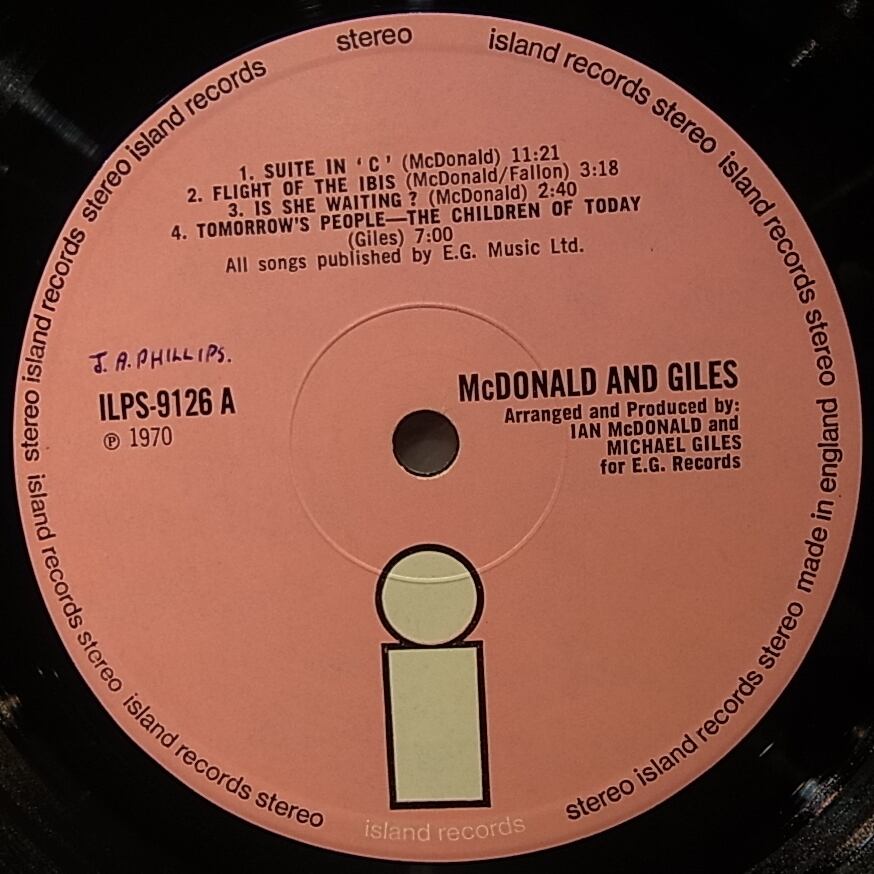 stereo island records stereo island records stereo made in england stereo island records stereo
island records
island records stereo island records stereo island records stereo island records
1. SUITE IN ‘C’ (McDonald) 11:21
2. FLIGHT OF THE IBIS (McDonald/Fallon) 3:18
3. IS SHE WAITING? (McDonald) 2:40
4. TOMORROW'S PEOPLE—THE CHILDREN OF TODAY
(Giles) 7:00
All songs published by E.G. Music Ltd.
J. A. PHILLIPS.
ILPS-9126 A
℗ 1970
McDONALD AND GILES
Arranged and Produced by:
IAN McDONALD and
MICHAEL GILES
for E.G. Records